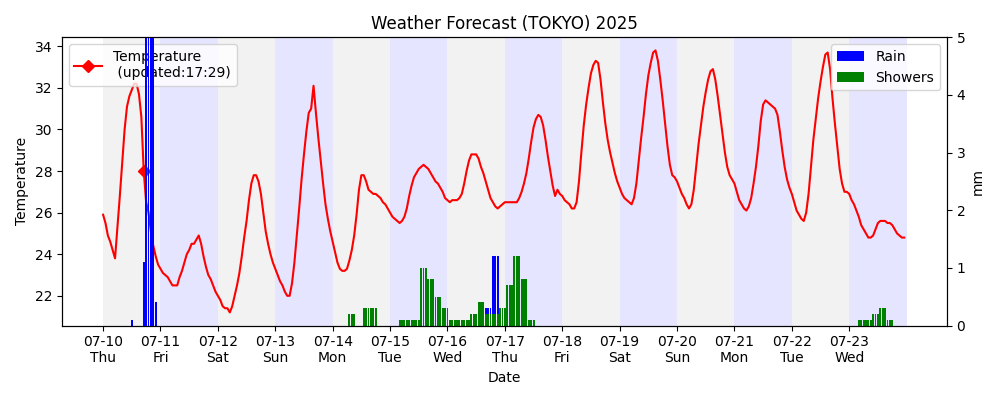 Weather Forecast (TOKYO) 2025
Temperature
(updated:17:29)
Rain
Showers
Temperature
34
32
30
28
26
24
22
5
4
3
2
1
0
mm
07-10 07-11 07-12 07-13 07-14 07-15 07-16 07-17 07-18 07-19 07-20 07-21 07-22 07-23
Thu Fri Sat Sun Mon Tue Wed Thu Fri Sat Sun Mon Tue Wed
Date